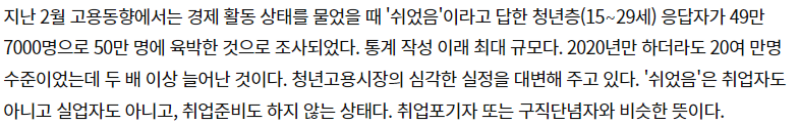 지난 2월 고용동향에서는 경제 활동 상태를 물었을 때 '쉬었음'이라고 답한 청년층(15~29세) 응답자가 49만
7000명으로 50만 명에 육박한 것으로 조사되었다. 통계 작성 이래 최대 규모다. 2020년만 하더라도 20여 만명
수준이었는데 두 배 이상 늘어난 것이다. 청년고용시장의 심각한 실정을 대변해 주고 있다. '쉬었음'은 취업자도
아니고 실업자도 아니고, 취업준비도 하지 않는 상태다. 취업포기자 또는 구직단념자와 비슷한 뜻이다.